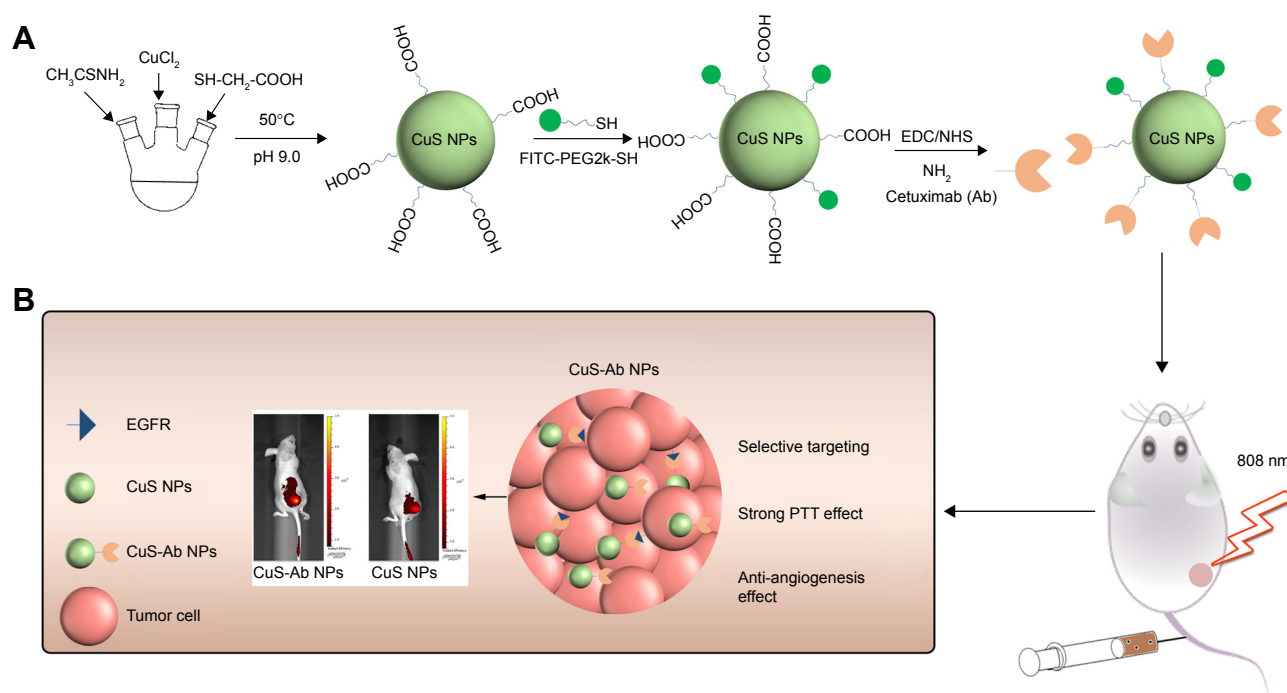 A
CH₃CSNH₂
CuCl₂
SH-CH₂-COOH
50°C
pH 9.0
HOOC
COOH
HOOC
COOH
COOH
CuS NPs
SH
FITC-PEG2k-SH
COOH
HOOC
COOH
COOH
COOH
CuS NPs
EDC/NHS
NH₂
Cetuximab (Ab)
CuS NPs
B
EGFR
CuS NPs
CuS-Ab NPs
Tumor cell
CuS-Ab NPs
CuS NPs
CuS-Ab NPs
Selective targeting
Strong PTT effect
Anti-angiogenesis
effect
808 nm